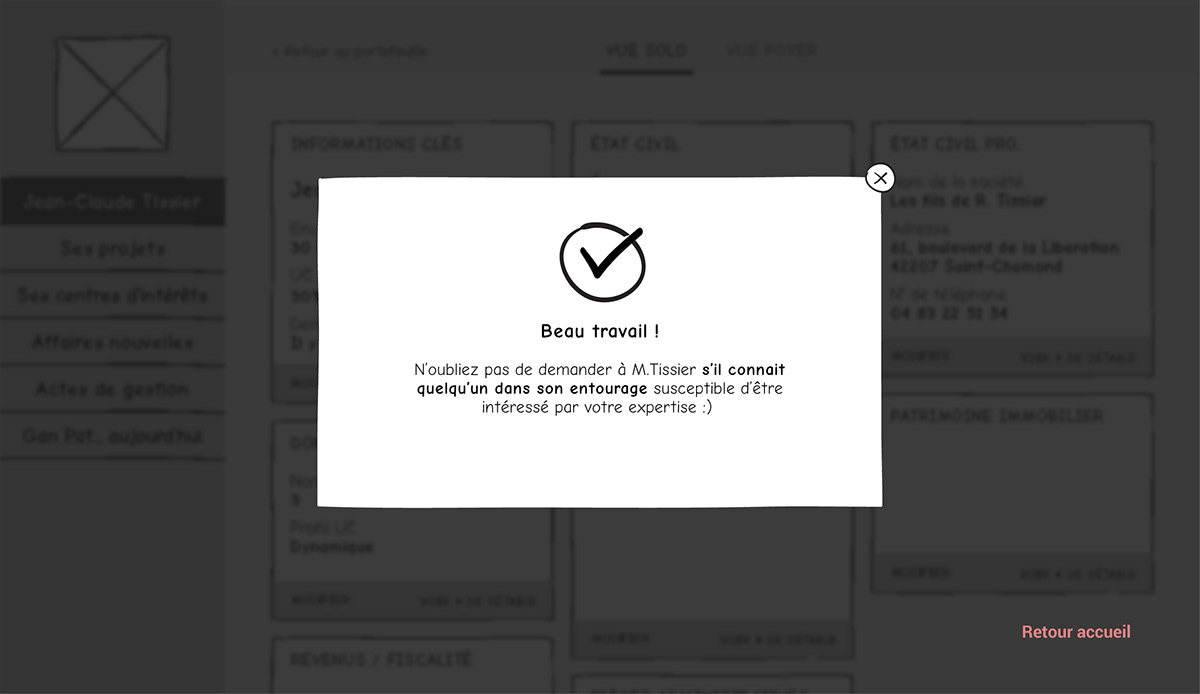 < Retour au portefeuille
VUE SOLO
VUE FOYER
Jean-Claude Tissier
Ses projets
Ses centres d'intérêts
Affaires nouvelles
Actes de gestion
Gan Pat., aujourd'hui
INFORMATIONS CLÉS
UC
ÉTAT CIVIL
ÉTAT CIVIL PRO.
Nom de la société
Les fils de R. Tissier
Adresse
61, boulevard de la Liberation
42207 Saint-Chamond
N° de téléphone
04 83 22 51 54
MODIFIER
VOIR + DE DÉTAILS
Beau travail !
N'oubliez pas de demander à M.Tissier s'il connait
quelqu'un dans son entourage susceptible d'être
intéressé par votre expertise :)
3
Profil UC
Dynamique
MODIFIER
VOIR + DE DÉTAILS
REVENUS / FISCALITÉ
MODIFIER
VOIR + DE DÉTAILS
PATRIMOINE IMMOBILIER
MODIFIER
VOIR + DE DÉTAILS
Retour accueil